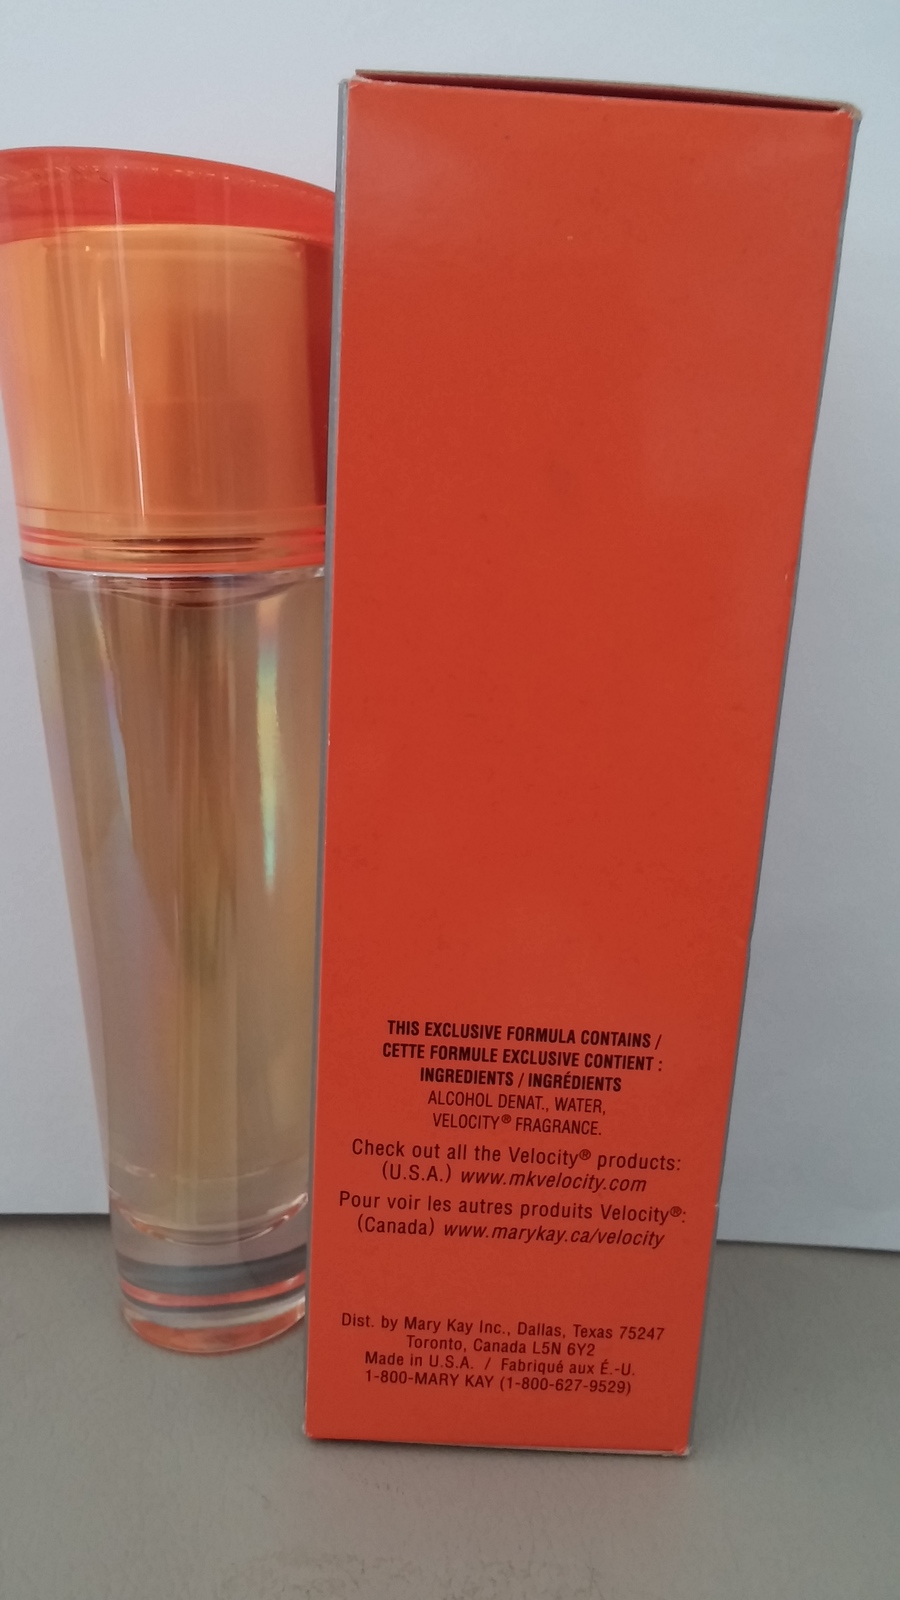 THIS EXCLUSIVE FORMULA CONTAINS /
CETTE FORMULE EXCLUSIVE CONTIENT :
INGREDIENTS / INGRÉDIENTS
ALCOHOL DENAT., WATER,
VELOCITY® FRAGRANCE.
Check out all the Velocity® products:
(U.S.A.) www.mkvelocity.com
Pour voir les autres produits Velocity®:
(Canada) www.marykay.ca/velocity
Dist. by Mary Kay Inc., Dallas, Texas 75247
Toronto, Canada L5N 6Y2
Made in U.S.A. / Fabriqué aux É.-U.
1-800-MARY KAY (1-800-627-9529)